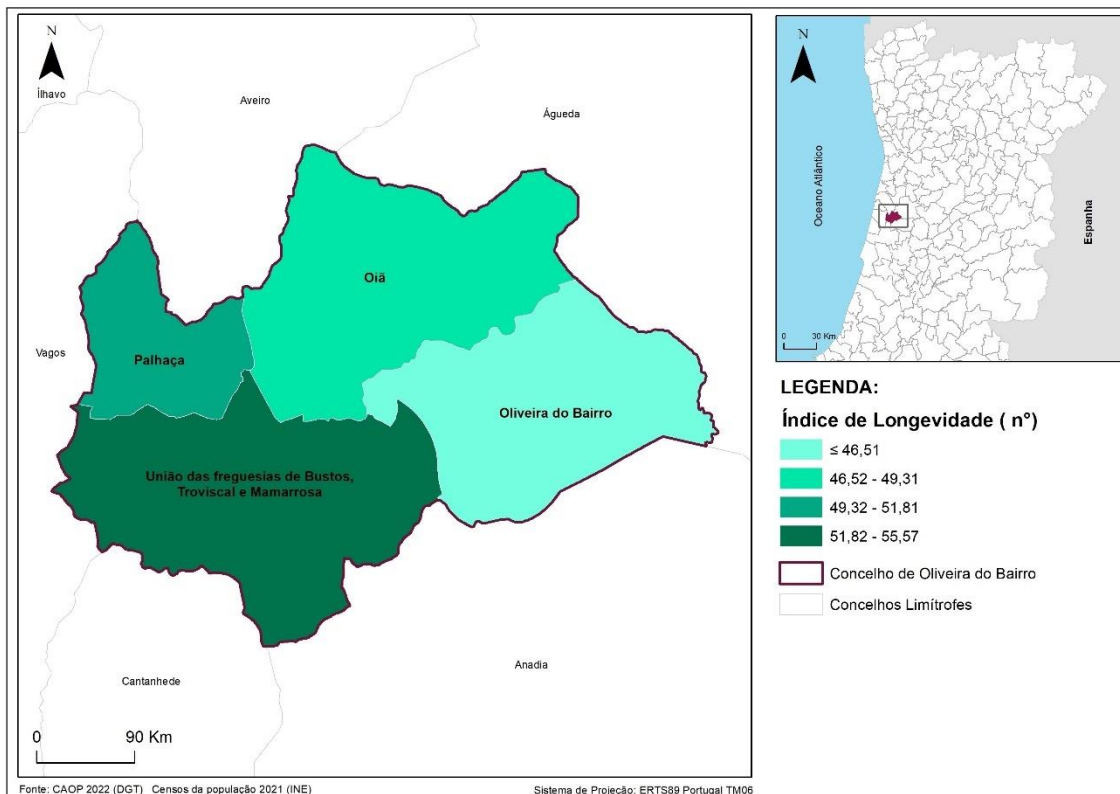 N
Ílhavo
Aveiro
Águeda
Oiã
Palhaça
Vagos
Oliveira do Bairro
União das freguesias de Bustos,
Troviscal e Mamarrosa
Anadia
Cantanhede
0 90 Km
Fonte: CAOP 2022 (DGT) Censos da população 2021 (INE)
Sistema de Projeção: ERTS89 Portugal TM06
N
Oceano Atlântico
Espanha
0 30 Km
LEGENDA:
Índice de Longevidade ( nº)
≤ 46,51
46,52 - 49,31
49,32 - 51,81
51,82 - 55,57
Concelho de Oliveira do Bairro
Concelhos Limítrofes